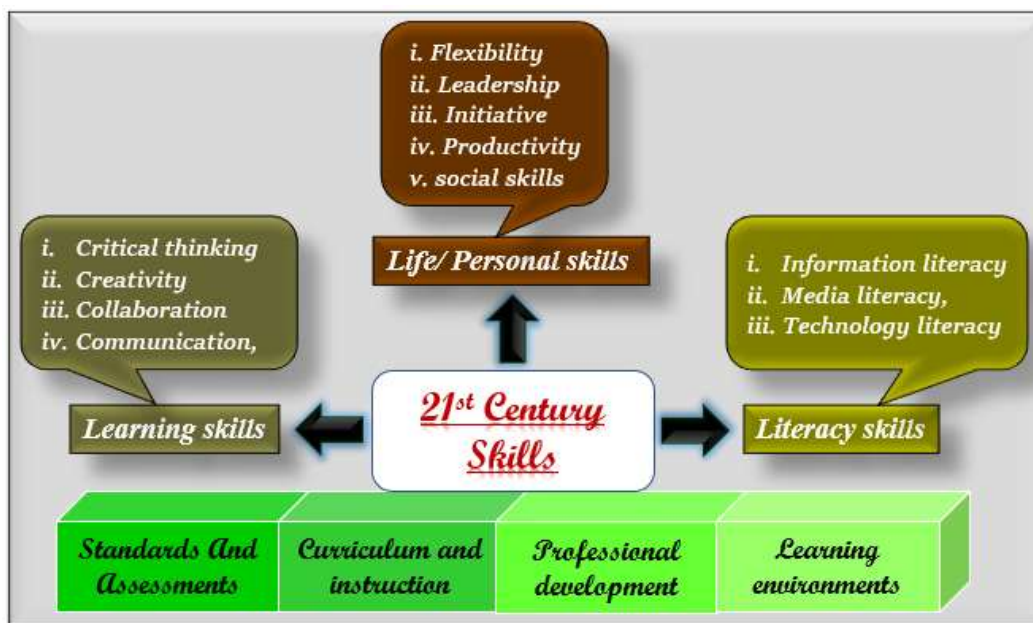 i. Flexibility
ii. Leadership
iii. Initiative
iv. Productivity
v. social skills
Life/ Personal skills
i. Critical thinking
ii. Creativity
iii. Collaboration
iv. Communication,
Learning skills
i. Information literacy
ii. Media literacy,
iii. Technology literacy
Literacy skills
21st Century
Skills
Standards And
Assessments
Curriculum and
instruction
Professional
development
Learning
environments